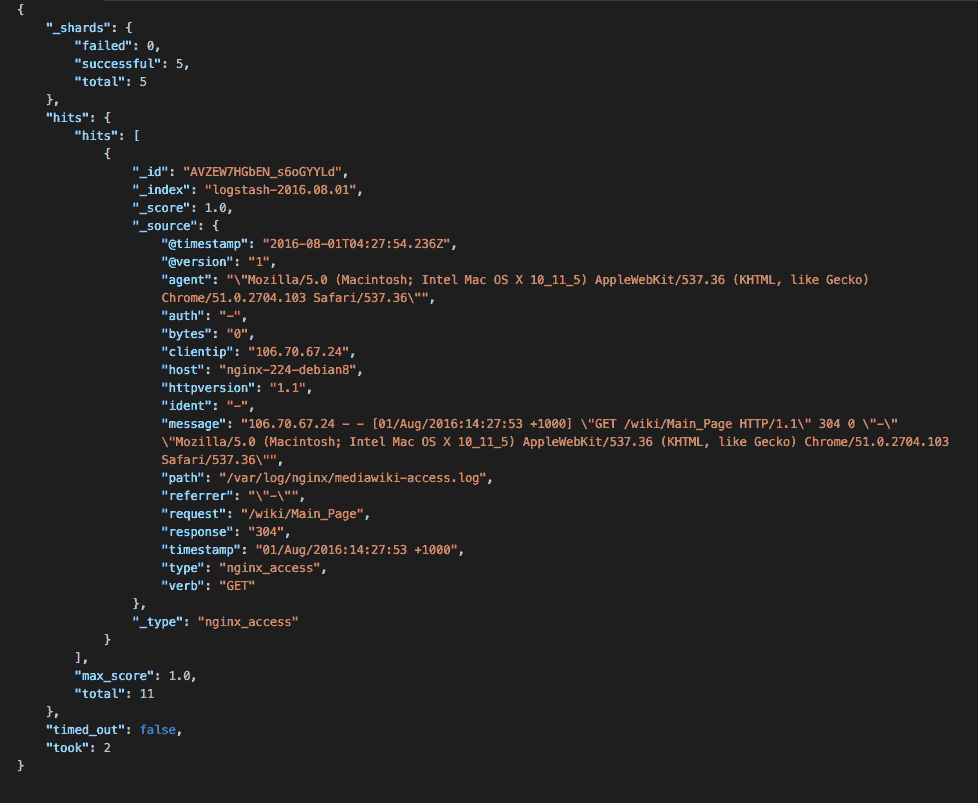 {
"_shards": {
"failed": 0,
"successful": 5,
"total": 5
},
"hits": {
"hits": [
{
"_id": "AVZEW7HGbEN_s6oGYYLd",
"_index": "logstash-2016.08.01",
"_score": 1.0,
"_source": {
"@timestamp": "2016-08-01T04:27:54.236Z",
"@version": "1",
"agent": "\"Mozilla/5.0 (Macintosh; Intel Mac OS X 10_11_5) AppleWebKit/537.36 (KHTML, like Gecko)
Chrome/51.0.2704.103 Safari/537.36\"",
"auth": "-",
"bytes": "0",
"clientip": "106.70.67.24",
"host": "nginx-224-debian8",
"httpversion": "1.1",
"ident": "-",
"message": "106.70.67.24 - - [01/Aug/2016:14:27:53 +1000] \"GET /wiki/Main_Page HTTP/1.1\" 304 0 \"-\"
\"Mozilla/5.0 (Macintosh; Intel Mac OS X 10_11_5) AppleWebKit/537.36 (KHTML, like Gecko) Chrome/51.0.2704.103
Safari/537.36\"",
"path": "/var/log/nginx/mediawiki-access.log",
"referrer": "\"-\"",
"request": "/wiki/Main_Page",
"response": "304",
"timestamp": "01/Aug/2016:14:27:53 +1000",
"type": "nginx_access",
"verb": "GET"
},
"_type": "nginx_access"
}
],
"max_score": 1.0,
"total": 11
},
"timed_out": false,
"took": 2
}